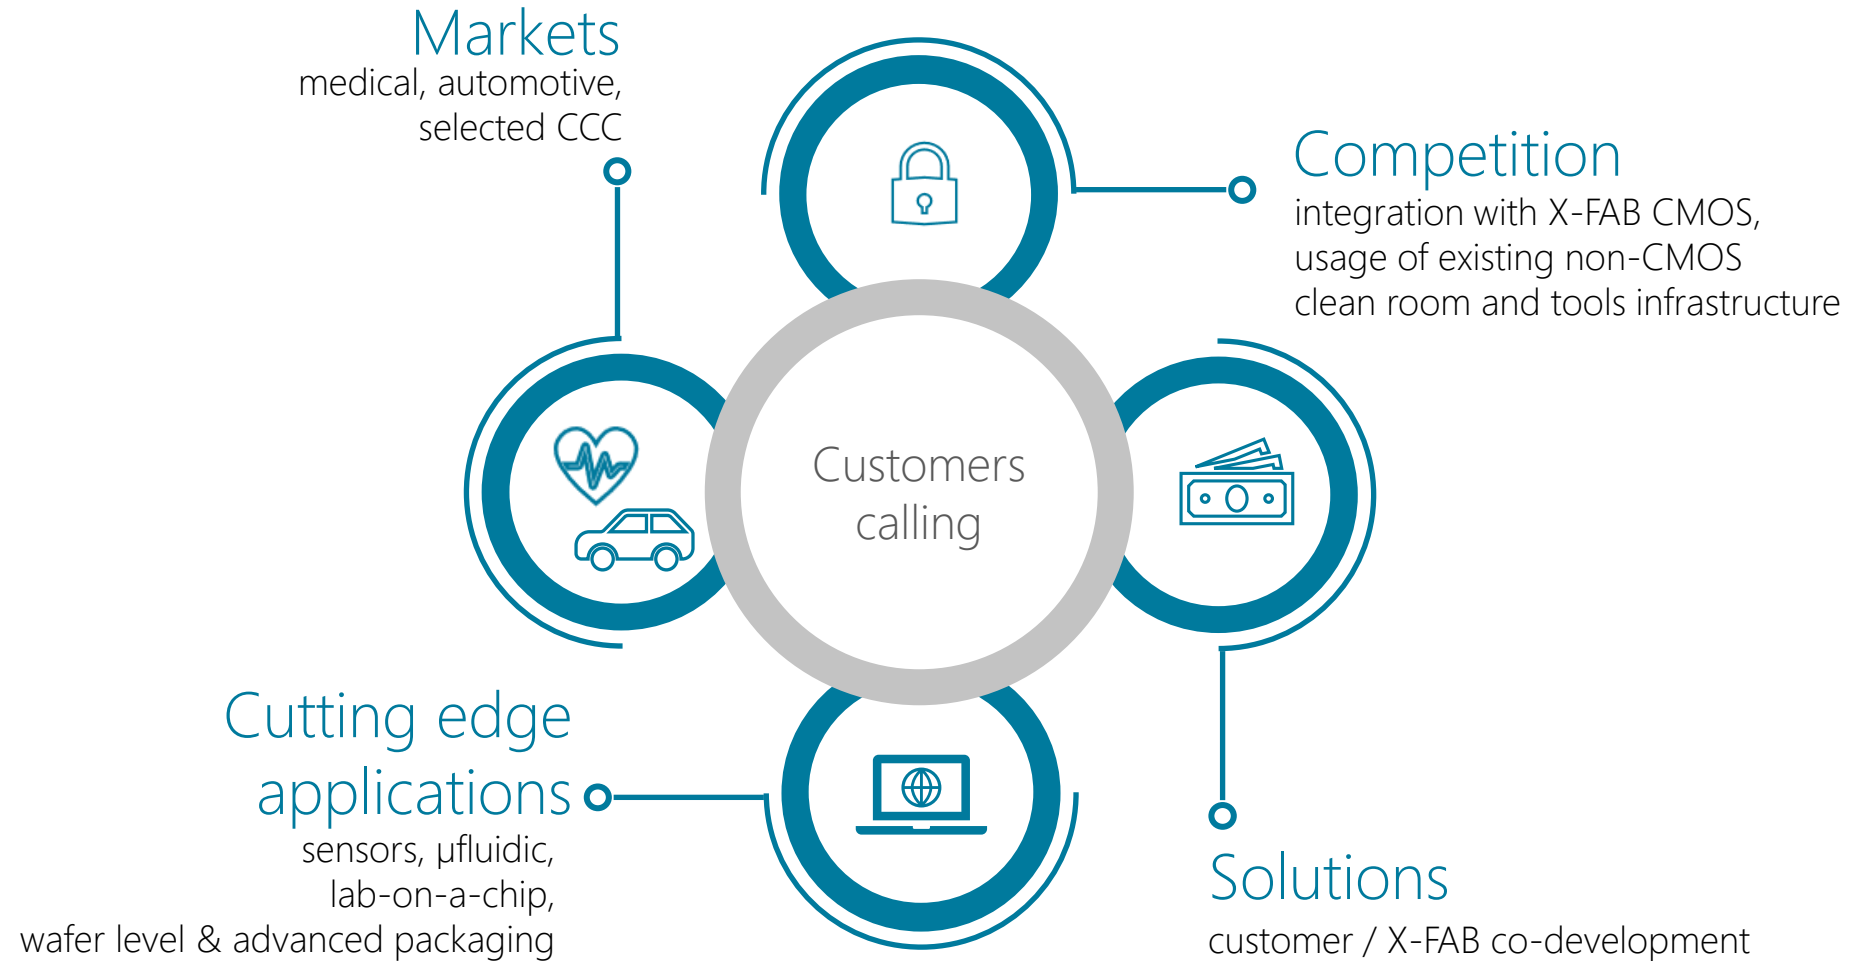 Markets
medical, automotive,
selected CCC
Competition
integration with X-FAB CMOS,
usage of existing non-CMOS
clean room and tools infrastructure
Customers
calling
Cutting edge
applications
sensors, µfluidic,
lab-on-a-chip,
wafer level & advanced packaging
Solutions
customer / X-FAB co-development